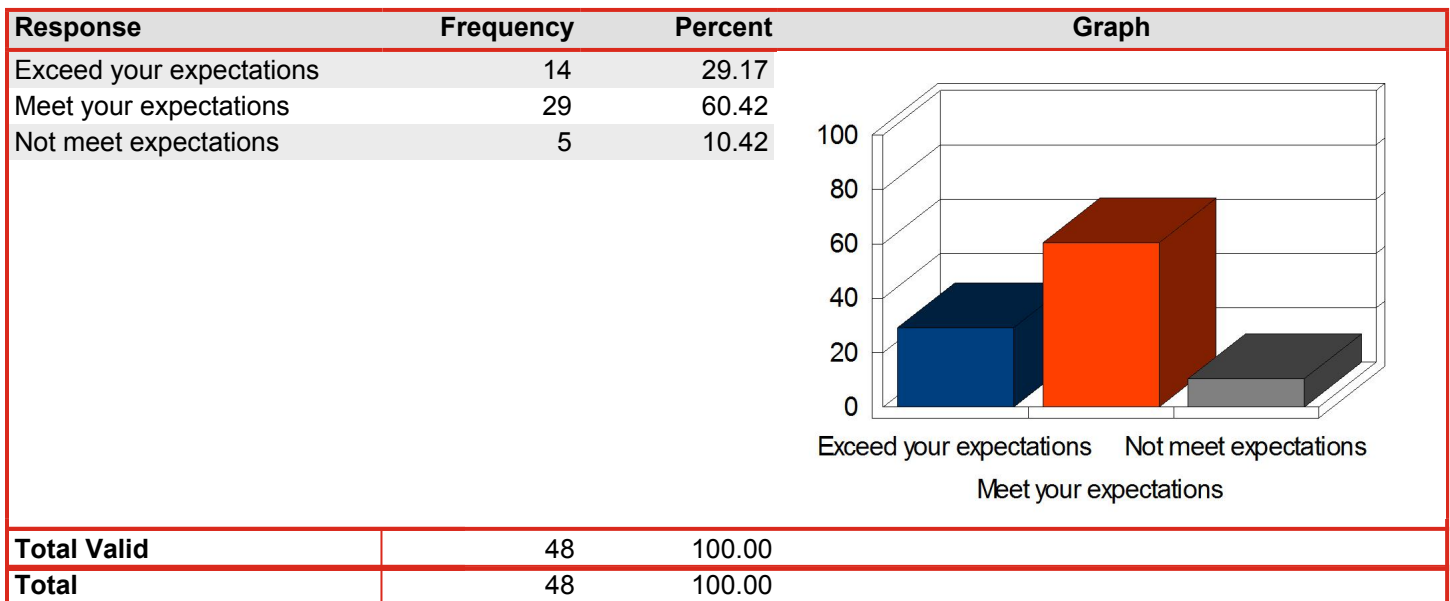 Response Frequency Percent Graph
Exceed your expectations 14 29.17
Meet your expectations 29 60.42
Not meet expectations 5 10.42
100
80
60
40
20
0
Exceed your expectations Not meet expectations
Meet your expectations
Total Valid 48 100.00
Total 48 100.00